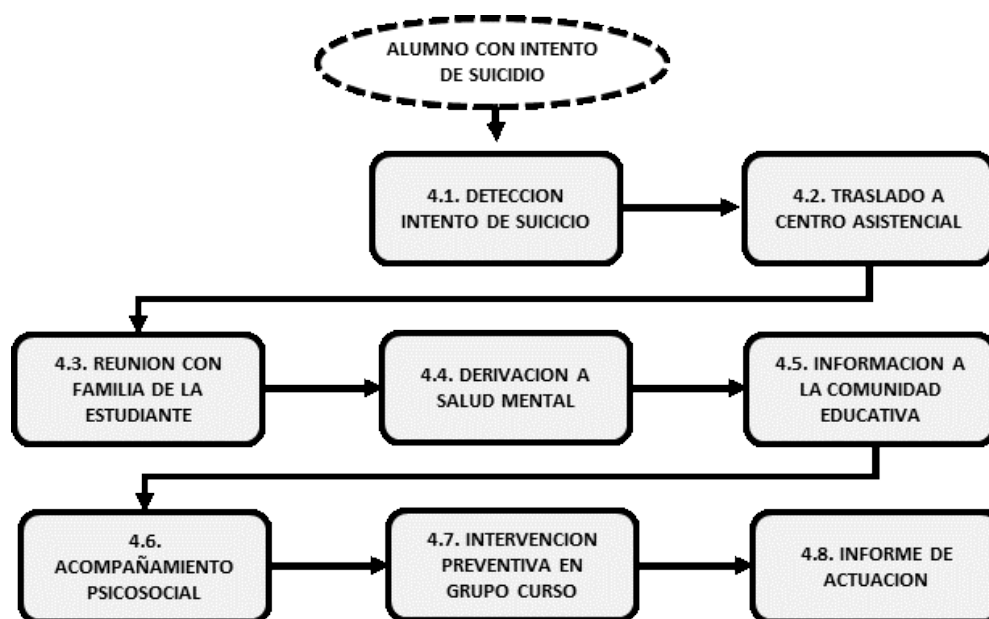 ALUMNO CON INTENTO
DE SUICIDIO
4.1. DETECCION
INTENTO DE SUICICIO
4.2. TRASLADO A
CENTRO ASISTENCIAL
4.3. REUNION CON
FAMILIA DE LA
ESTUDIANTE
4.4. DERIVACION A
SALUD MENTAL
4.5. INFORMACION A
LA COMUNIDAD
EDUCATIVA
4.6.
ACOMPAÑAMIENTO
PSICOSOCIAL
4.7. INTERVENCION
PREVENTIVA EN
GRUPO CURSO
4.8. INFORME DE
ACTUACION